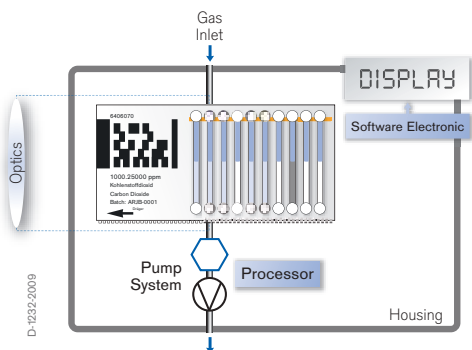 Gas
Inlet
DISPLAY
Software Electronic
Optics
6406070
1000.25000 ppm
Kohlenstoffdioxid
Carbon Dioxide
Batch: ARJB-0001
Dräger
Pump
System
Processor
Housing
D-1232-2009